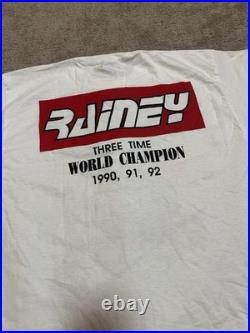 RAINEY
THREE TIME
WORLD CHAMPION
1990, 91, 92